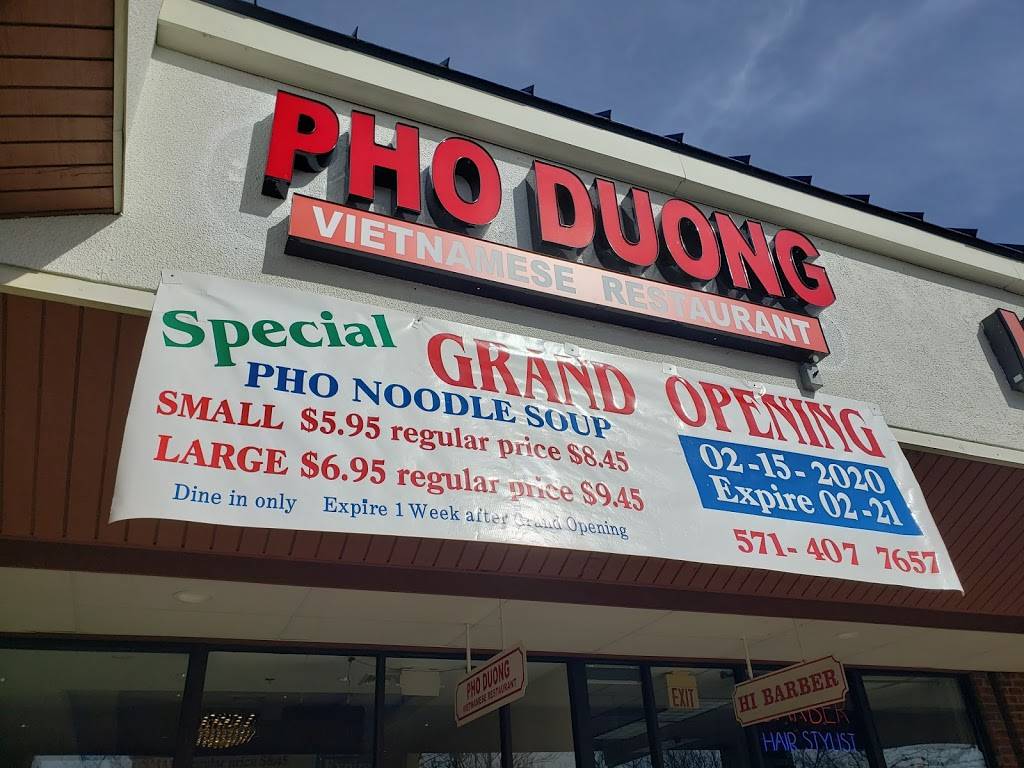 PHO DUONG
VIETNAMESE RESTAURANT
Special GRAND OPENING
PHO NOODLE SOUP
SMALL $5.95 regular price $8.45
LARGE $6.95 regular price $9.45
Dine in only Expire 1 Week after Grand Opening
02-15-2020
Expire 02-21
571-407 7657
PHO DUONG
VIETNAMESE RESTAURANT
EXIT
HI BARBER
BARBER
HAIR STYLIST